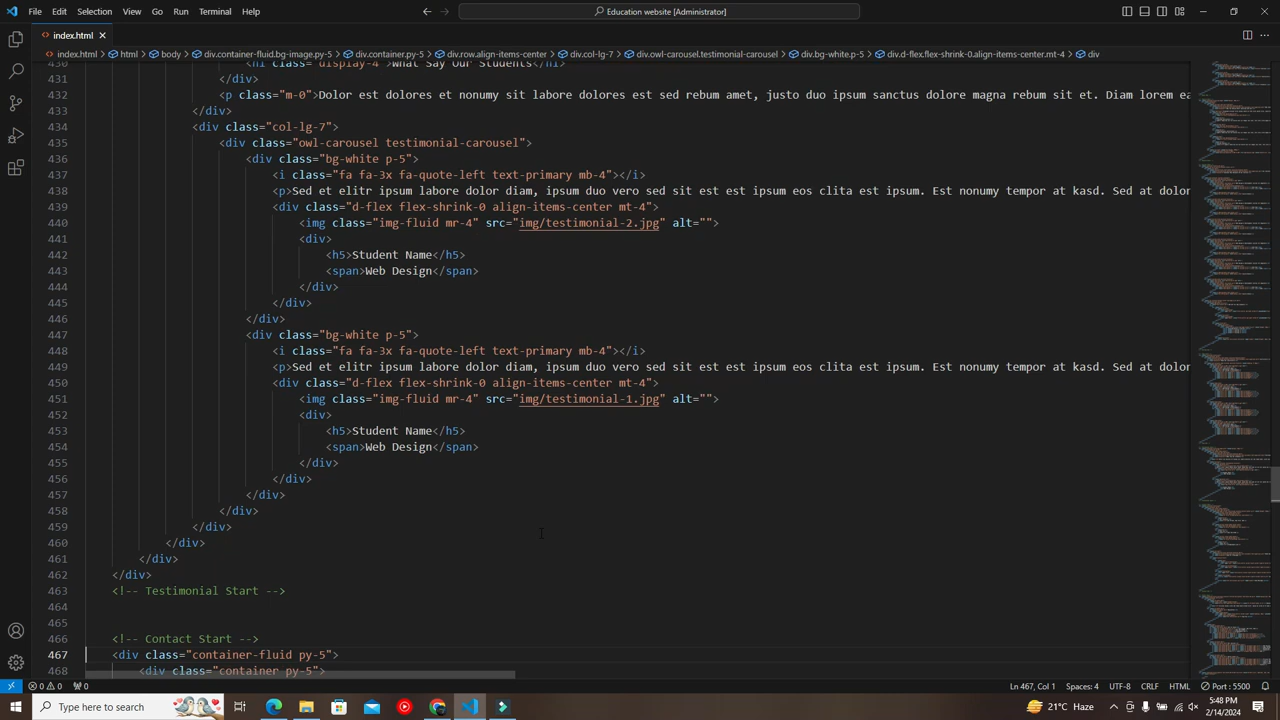 File Edit Selection View Go Run Terminal Help
Education website [Administrator]
index.html
index.html > html > body > div.container-fluid.bg-image.py-5 > div.container.py-5 > div.row.align-items-center > div.col-lg-7 > div.owl-carousel.testimonial-carousel > div.bg-white.p-5 > div.d-flex.flex-shrink-0.align-items-center.mt-4 > div
430 <h1 class="display-4">What Say Our Students</h1>
431 </div>
432 <p class="m-0">Dolor est dolores et nonumy sit labore dolores est sed rebum amet, justo duo ipsum sanctus dolore magna rebum sit et. Diam lorem ea
433 </div>
434 <div class="col-lg-7">
435 <div class="owl-carousel testimonial-carousel">
436 <div class="bg-white p-5">
437 <i class="fa fa-3x fa-quote-left text-primary mb-4"></i>
438 <p>Sed et elitr ipsum labore dolor diam, ipsum duo vero sed sit est est ipsum eos clita est ipsum. Est nonumy tempor at kasd. Sed at dolor
439 <div class="d-flex flex-shrink-0 align-items-center mt-4">
440 <img class="img-fluid mr-4" src="img/testimonial-2.jpg" alt="">
441 <div>
442 <h5>Student Name</h5>
443 <span>Web Design</span>
444 </div>
445 </div>
446 </div>
447 <div class="bg-white p-5">
448 <i class="fa fa-3x fa-quote-left text-primary mb-4"></i>
449 <p>Sed et elitr ipsum labore dolor diam, ipsum duo vero sed sit est est ipsum eos clita est ipsum. Est nonumy tempor at kasd. Sed at dolor
450 <div class="d-flex flex-shrink-0 align-items-center mt-4">
451 <img class="img-fluid mr-4" src="img/testimonial-1.jpg" alt="">
452 <div>
453 <h5>Student Name</h5>
454 <span>Web Design</span>
455 </div>
456 </div>
457 </div>
458 </div>
459 </div>
460 </div>
461 </div>
462 </div>
463 <!-- Testimonial Start -->
464
465
466 <!-- Contact Start -->
467 <div class="container-fluid py-5">
468 <div class="container py-5">
0 0 0 Ln 467, Col 1 Spaces: 4 UTF-8 CRLF HTML Port : 5500
Type here to search 21°C Haze 5:48 PM
2/14/2024